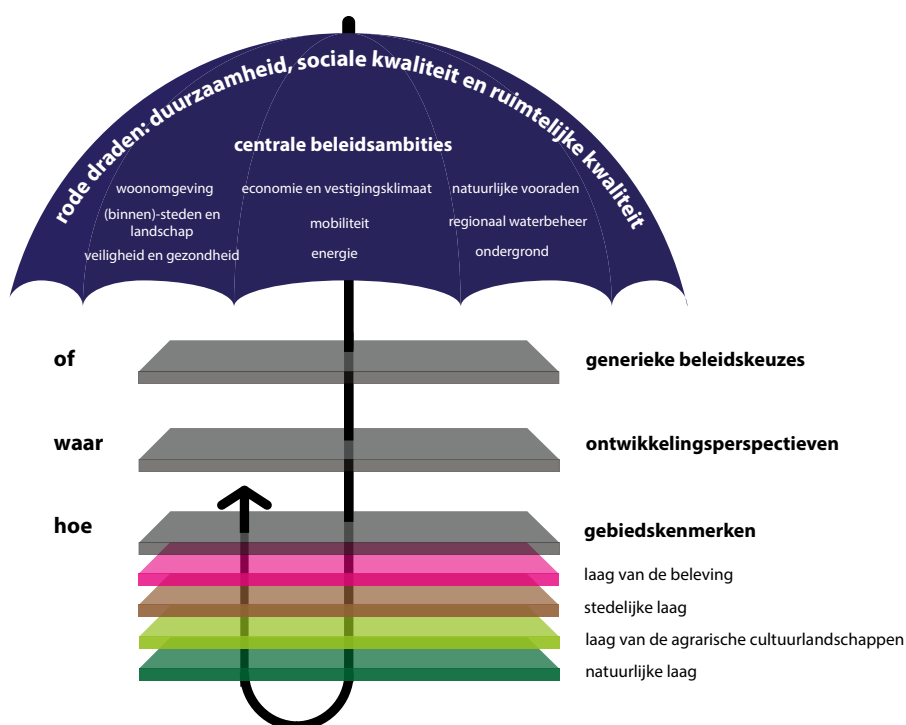 rode draden: duurzaamheid, sociale kwaliteit en ruimtelijke kwaliteit
centrale beleidsambities
woonomgeving
(binnen)-steden en
landschap
veiligheid en gezondheid
economie en vestigingsklimaat
mobiliteit
energie
natuurlijke vooraden
regionaal waterbeheer
ondergrond
of
generieke beleidskeuzes
waar
ontwikkelingsperspectieven
hoe
gebiedskenmerken
laag van de beleving
stedelijke laag
laag van de agrarische cultuurlandschappen
natuurlijke laag